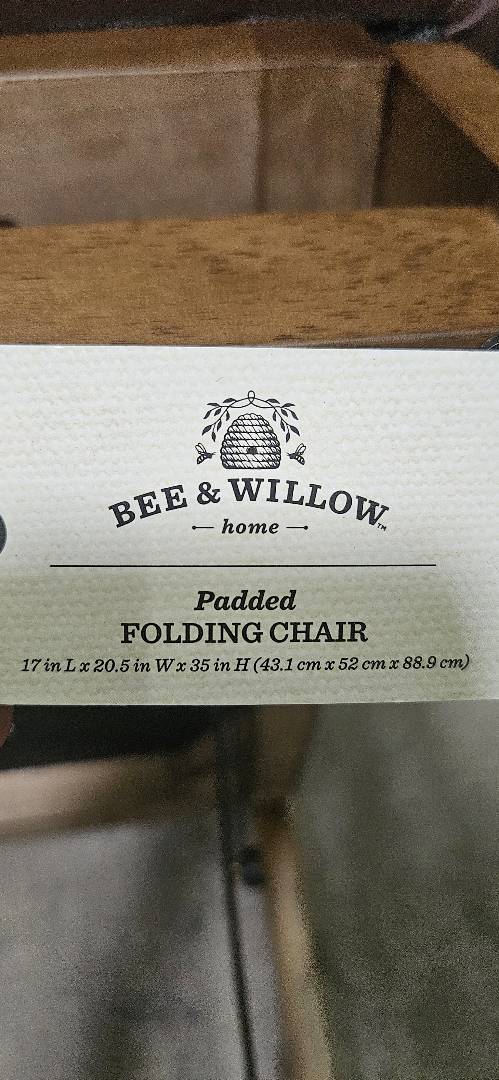 BEE & WILLOW™
home
Padded
FOLDING CHAIR
17 in L x 20.5 in W x 35 in H (43.1 cm x 52 cm x 88.9 cm)